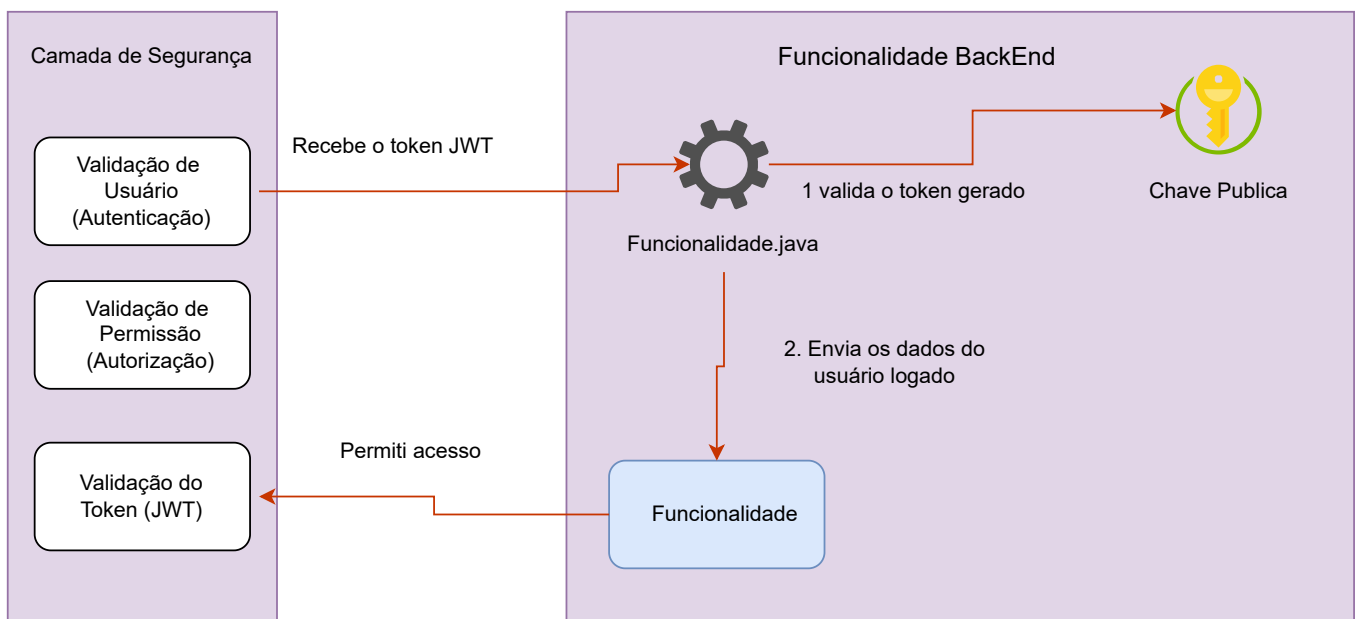 Camada de Segurança
Funcionalidade BackEnd
Validação de
Usuário
(Autenticação)
Recebe o token JWT
1 valida o token gerado
Chave Publica
Funcionalidade.java
Validação de
Permissão
(Autorização)
2. Envia os dados do
usuário logado
Permiti acesso
Validação do
Token (JWT)
Funcionalidade